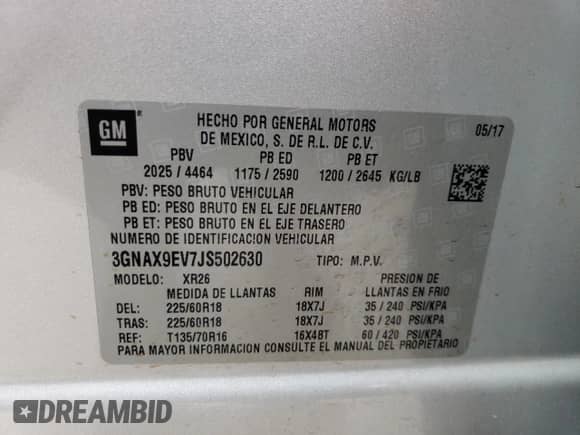 GM
HECHO POR GENERAL MOTORS
DE MEXICO, S. DE R.L. DE C.V.
05/17
PBV PB ED PB ET
2025 / 4464 1175 / 2590 1200 / 2645 KG/LB
PBV: PESO BRUTO VEHICULAR
PB ED: PESO BRUTO EN EL EJE DELANTERO
PB ET: PESO BRUTO EN EL EJE TRASERO
NUMERO DE IDENTIFICACION VEHICULAR
3GNAX9EV7JS502630 TIPO: M.P.V.
MODELO: XR26 PRESION DE
MEDIDA DE LLANTAS RIM LLANTAS EN FRIO
DEL: 225/60R18 18X7J 35 / 240 PSI/KPA
TRAS: 225/60R18 18X7J 35 / 240 PSI/KPA
REF: T135/70R16 16X4BT 60 / 420 PSI/KPA
PARA MAYOR INFORMACION CONSULTE EL MANUAL DEL PROPIETARIO
DREAMBID